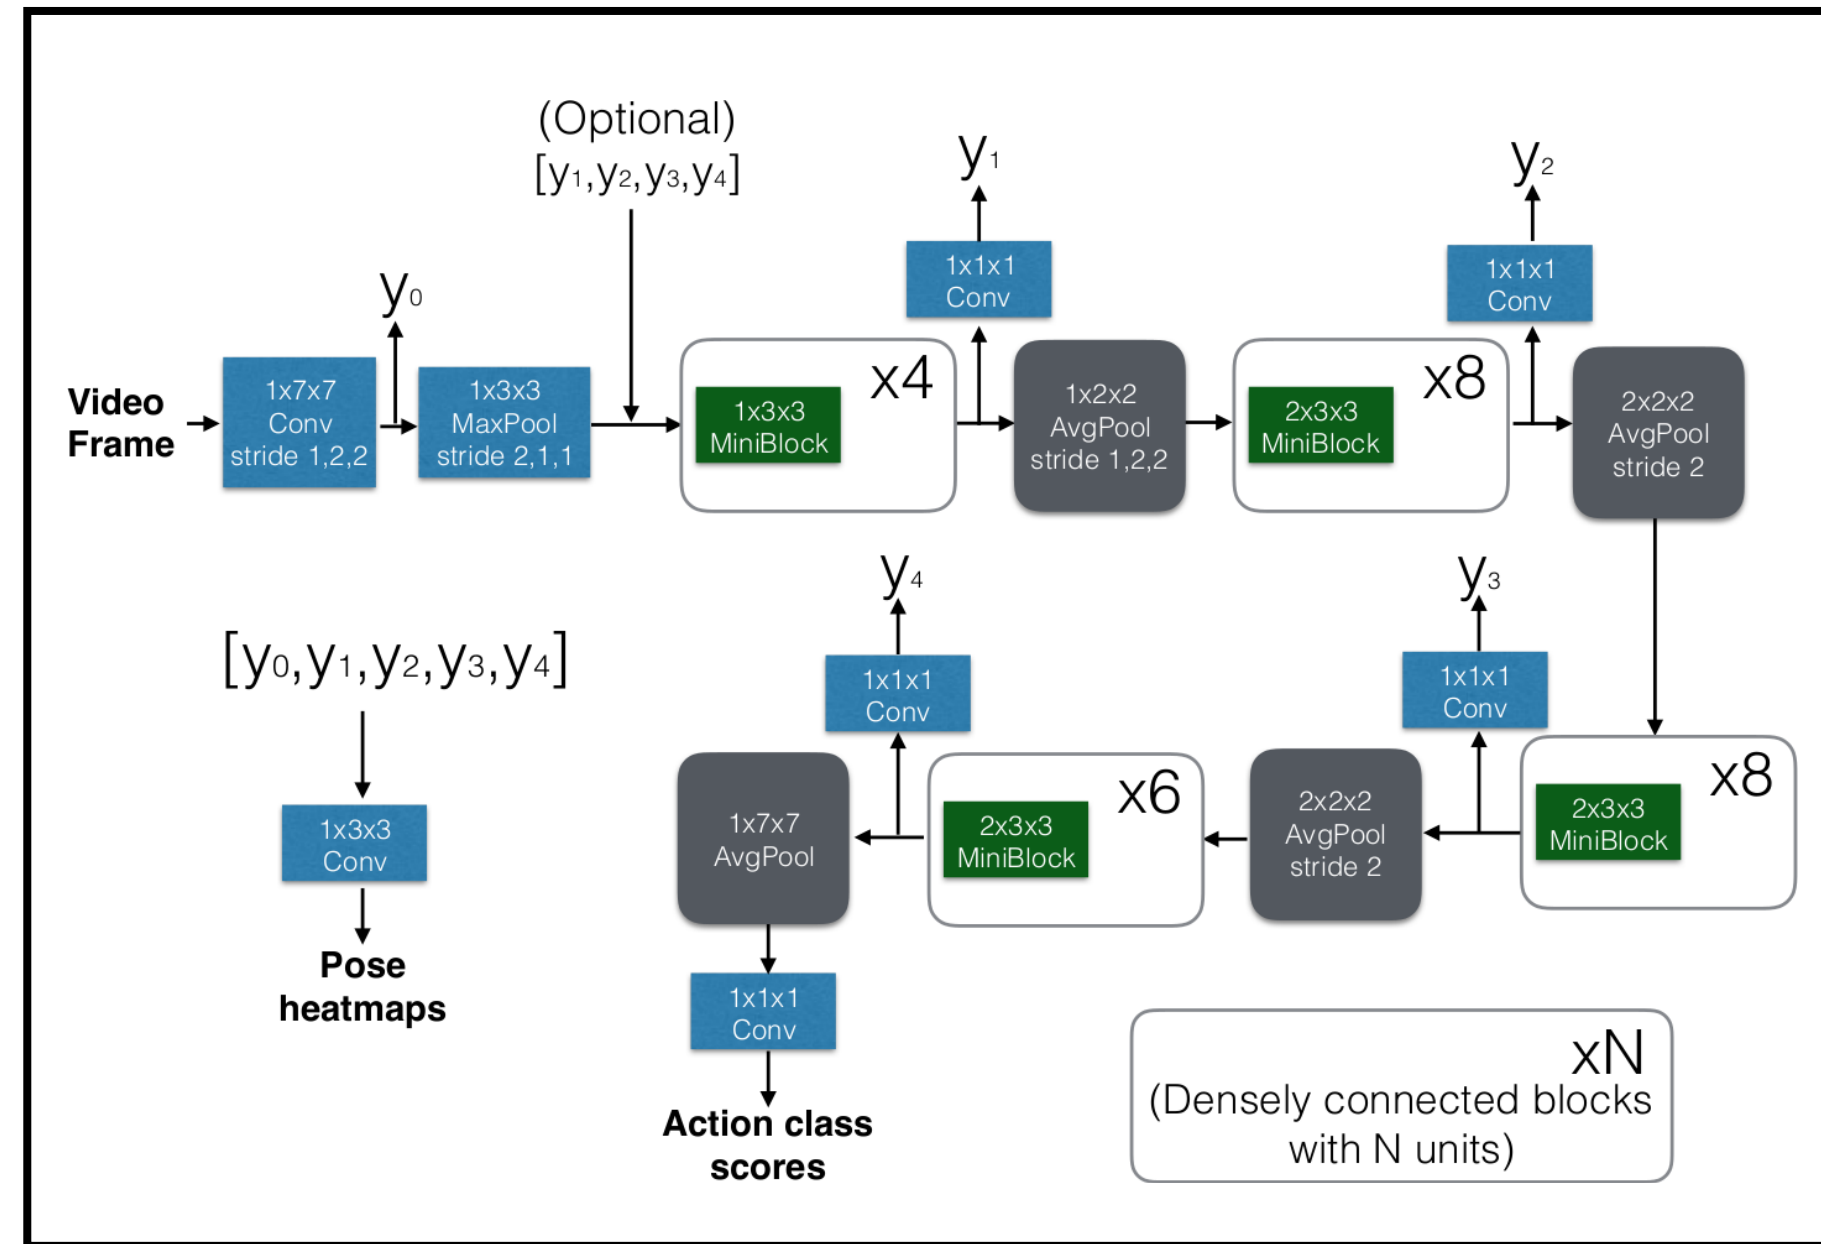 (Optional)
[y1,y2,y3,y4]
y0
y1
y2
Video
Frame
1x7x7
Conv
stride 1,2,2
1x3x3
MaxPool
stride 2,1,1
x4
1x3x3
MiniBlock
1x1x1
Conv
1x2x2
AvgPool
stride 1,2,2
x8
2x3x3
MiniBlock
1x1x1
Conv
2x2x2
AvgPool
stride 2
x8
2x3x3
MiniBlock
y3
1x1x1
Conv
2x2x2
AvgPool
stride 2
x6
2x3x3
MiniBlock
y4
1x1x1
Conv
1x7x7
AvgPool
1x1x1
Conv
Action class
scores
[y0,y1,y2,y3,y4]
1x3x3
Conv
Pose
heatmaps
xN
(Densely connected blocks
with N units)